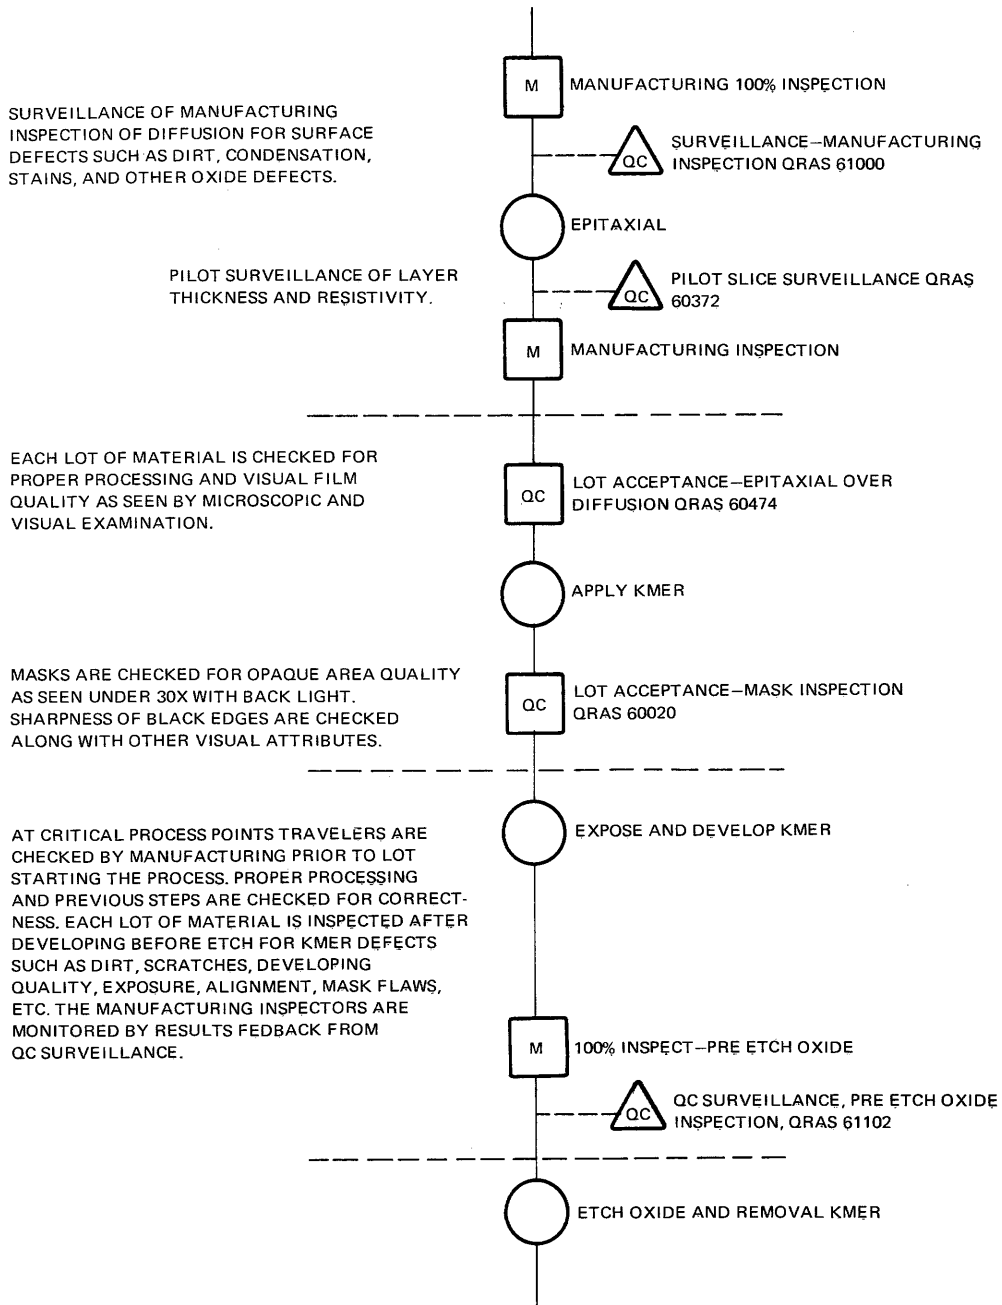 M
MANUFACTURING 100% INSPECTION
SURVEILLANCE OF MANUFACTURING
INSPECTION OF DIFFUSION FOR SURFACE
DEFECTS SUCH AS DIRT, CONDENSATION,
STAINS, AND OTHER OXIDE DEFECTS.
QC
SURVEILLANCE—MANUFACTURING
INSPECTION QRAS 61000
EPITAXIAL
PILOT SURVEILLANCE OF LAYER
THICKNESS AND RESISTIVITY.
QC
PILOT SLICE SURVEILLANCE QRAS
60372
M
MANUFACTURING INSPECTION
EACH LOT OF MATERIAL IS CHECKED FOR
PROPER PROCESSING AND VISUAL FILM
QUALITY AS SEEN BY MICROSCOPIC AND
VISUAL EXAMINATION.
QC
LOT ACCEPTANCE—EPITAXIAL OVER
DIFFUSION QRAS 60474
APPLY KMER
MASKS ARE CHECKED FOR OPAQUE AREA QUALITY
AS SEEN UNDER 30X WITH BACK LIGHT.
SHARPNESS OF BLACK EDGES ARE CHECKED
ALONG WITH OTHER VISUAL ATTRIBUTES.
QC
LOT ACCEPTANCE—MASK INSPECTION
QRAS 60020
EXPOSE AND DEVELOP KMER
AT CRITICAL PROCESS POINTS TRAVELERS ARE
CHECKED BY MANUFACTURING PRIOR TO LOT
STARTING THE PROCESS. PROPER PROCESSING
AND PREVIOUS STEPS ARE CHECKED FOR CORRECT-
NESS. EACH LOT OF MATERIAL IS INSPECTED AFTER
DEVELOPING BEFORE ETCH FOR KMER DEFECTS
SUCH AS DIRT, SCRATCHES, DEVELOPING
QUALITY, EXPOSURE, ALIGNMENT, MASK FLAWS,
ETC. THE MANUFACTURING INSPECTORS ARE
MONITORED BY RESULTS FEDBACK FROM
QC SURVEILLANCE.
M
100% INSPECT—PRE ETCH OXIDE
QC
QC SURVEILLANCE, PRE ETCH OXIDE
INSPECTION, QRAS 61102
ETCH OXIDE AND REMOVAL KMER